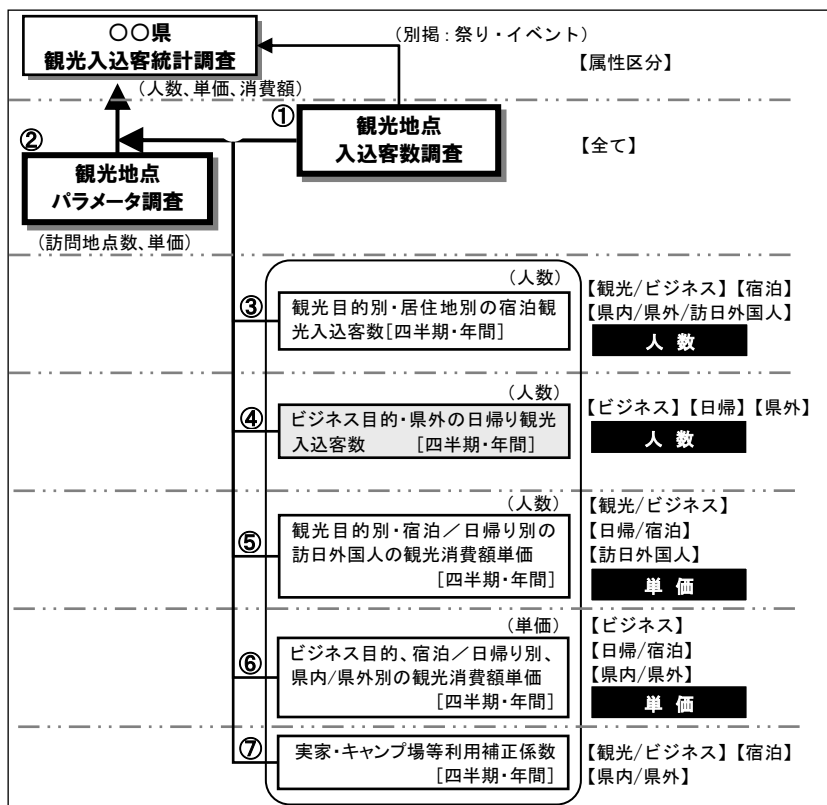 ○○県
観光入込客統計調査
(別掲:祭り・イベント)
【属性区分】
(人数、単価、消費額)
①
観光地点
入込客数調査
【全て】
②
観光地点
パラメータ調査
(訪問地点数、単価)
(人数)
③
観光目的別・居住地別の宿泊観
光入込客数[四半期・年間]
【観光/ビジネス】【宿泊】
【県内/県外/訪日外国人】
人 数
(人数)
④
ビジネス目的・県外の日帰り観光
入込客数 [四半期・年間]
【ビジネス】【日帰】【県外】
人 数
(人数)
⑤
観光目的別・宿泊/日帰り別の
訪日外国人の観光消費額単価
[四半期・年間]
【観光/ビジネス】
【日帰/宿泊】
【訪日外国人】
単 価
(単価)
⑥
ビジネス目的、宿泊/日帰り別、
県内/県外別の観光消費額単価
[四半期・年間]
【ビジネス】
【日帰/宿泊】
【県内/県外】
単 価
⑦
実家・キャンプ場等利用補正係数
[四半期・年間]
【観光/ビジネス】【宿泊】
【県内/県外】